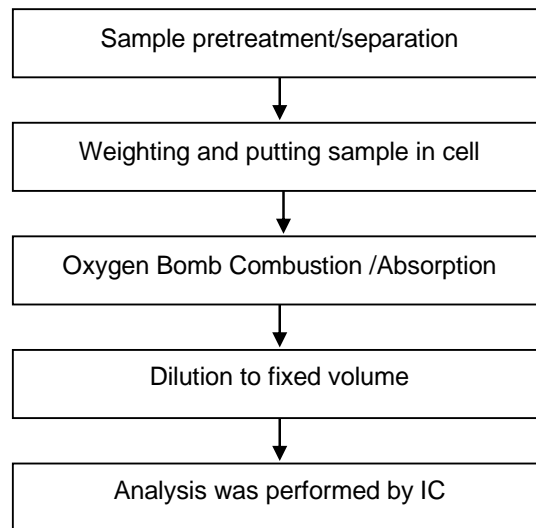 Sample pretreatment/separation
Weighting and putting sample in cell
Oxygen Bomb Combustion /Absorption
Dilution to fixed volume
Analysis was performed by IC